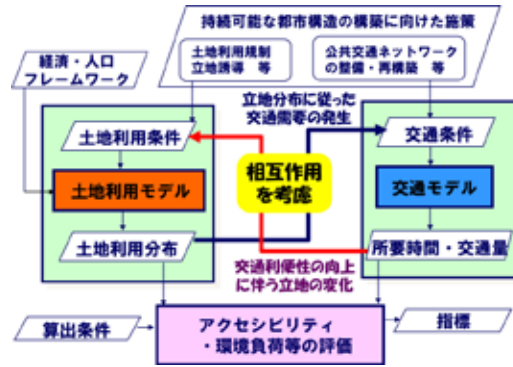 持続可能な都市構造の構築に向けた施策
土地利用規制
立地誘導　等
公共交通ネットワーク
の整備・再構築　等
経済・人口
フレームワーク
立地分布に従った
交通需要の発生
土地利用条件
交通条件
相互作用
を考慮
土地利用モデル
交通モデル
土地利用分布
所要時間・交通量
交通利便性の向上
に伴う立地の変化
算出条件
アクセシビリティ
・環境負荷等の評価
指標